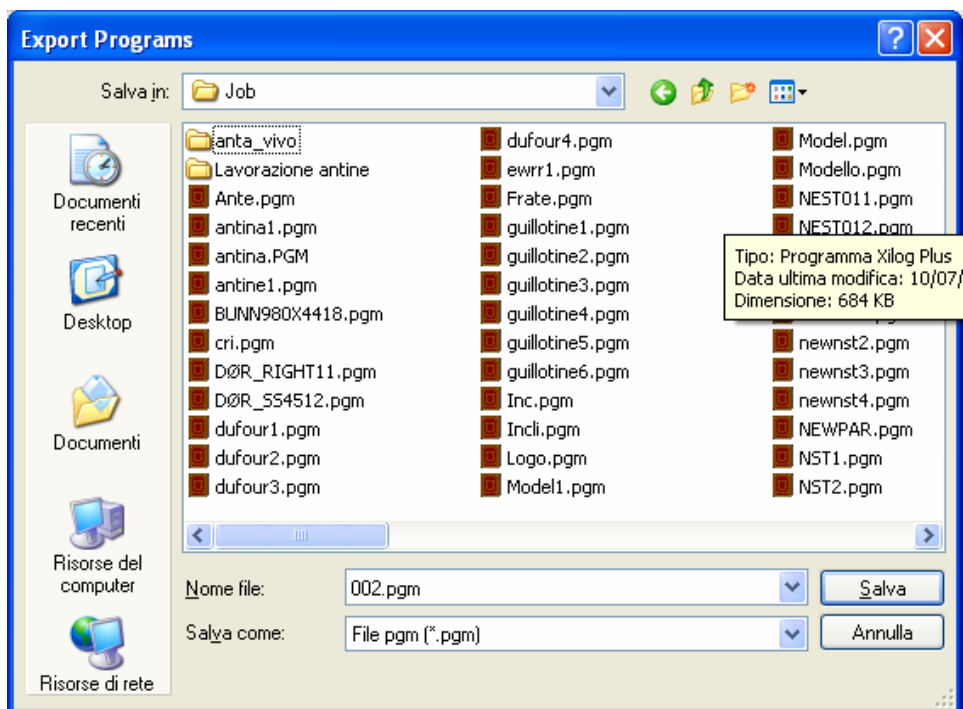 Export Programs
Salva in:
Job
Documenti
recenti
Desktop
Documenti
Risorse del
computer
Risorse di rete
anta_vivo
Lavorazione antine
Ante.pgm
antina1.pgm
antina.PGM
antine1.pgm
BUNN980X4418.pgm
cri.pgm
DØR_RIGHT11.pgm
DØR_SS4512.pgm
dufour1.pgm
dufour2.pgm
dufour3.pgm
dufour4.pgm
ewrr1.pgm
Frate.pgm
guillotine1.pgm
guillotine2.pgm
guillotine3.pgm
guillotine4.pgm
guillotine5.pgm
guillotine6.pgm
Inc.pgm
Incli.pgm
Logo.pgm
Model1.pgm
Model.pgm
Modello.pgm
NEST011.pgm
NEST012.pgm
Tipo: Programma Xilog Plus
Data ultima modifica: 10/07/
Dimensione: 684 KB
newnst2.pgm
newnst3.pgm
newnst4.pgm
NEWPAR.pgm
NST1.pgm
NST2.pgm
Nome file:
002.pgm
Salva
Salva come:
File pgm (*.pgm)
Annulla